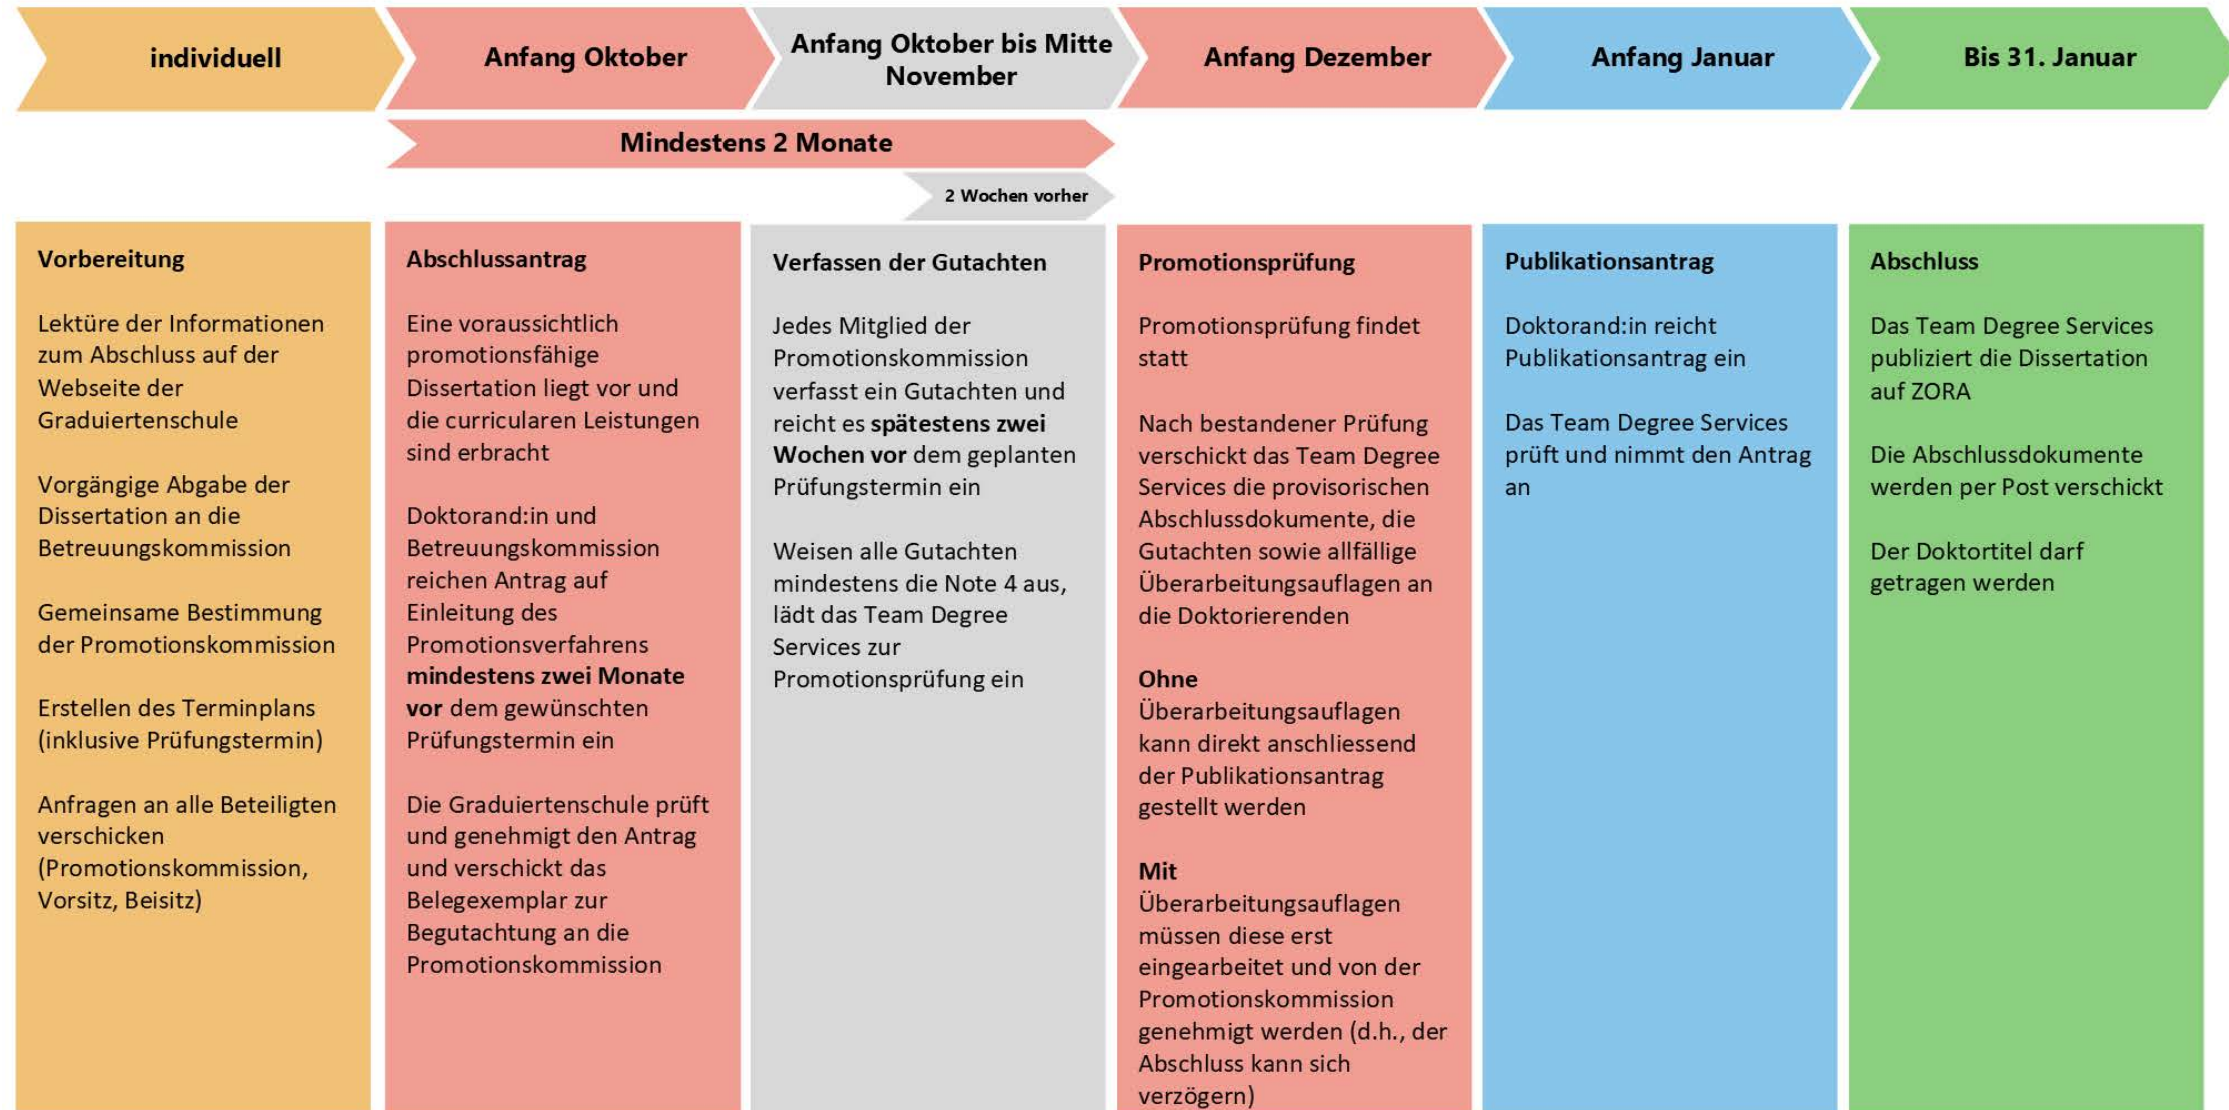 individuell
Anfang Oktober
Anfang Oktober bis Mitte
November
Anfang Dezember
Anfang Januar
Bis 31. Januar
Mindestens 2 Monate
2 Wochen vorher
Vorbereitung
Lektüre der Informationen
zum Abschluss auf der
Webseite der
Graduiertenschule
Vorgängige Abgabe der
Dissertation an die
Betreuungskommission
Gemeinsame Bestimmung
der Promotionskommission
Erstellen des Terminplans
(inklusive Prüfungstermin)
Anfragen an alle Beteiligten
verschicken
(Promotionskommission,
Vorsitz, Beisitz)
Abschlussantrag
Eine voraussichtlich
promotionsfähige
Dissertation liegt vor und
die curricularen Leistungen
sind erbracht
Doktorand:in und
Betreuungskommission
reichen Antrag auf
Einleitung des
Promotionsverfahrens
mindestens zwei Monate
vor dem gewünschten
Prüfungstermin ein
Die Graduiertenschule prüft
und genehmigt den Antrag
und verschickt das
Belegexemplar zur
Begutachtung an die
Promotionskommission
Verfassen der Gutachten
Jedes Mitglied der
Promotionskommission
verfasst ein Gutachten und
reicht es spätestens zwei
Wochen vor dem geplanten
Prüfungstermin ein
Weisen alle Gutachten
mindestens die Note 4 aus,
lädt das Team Degree
Services zur
Promotionsprüfung ein
Promotionsprüfung
Promotionsprüfung findet
statt
Nach bestandener Prüfung
verschickt das Team Degree
Services die provisorischen
Abschlussdokumente, die
Gutachten sowie allfällige
Überarbeitungsauflagen an
die Doktorierenden
Ohne
Überarbeitungsauflagen
kann direkt anschliessend
der Publikationsantrag
gestellt werden
Mit
Überarbeitungsauflagen
müssen diese erst
eingearbeitet und von der
Promotionskommission
genehmigt werden (d.h., der
Abschluss kann sich
verzögern)
Publikationsantrag
Doktorand:in reicht
Publikationsantrag ein
Das Team Degree Services
prüft und nimmt den Antrag
an
Abschluss
Das Team Degree Services
publiziert die Dissertation
auf ZORA
Die Abschlussdokumente
werden per Post verschickt
Der Doktortitel darf
getragen werden